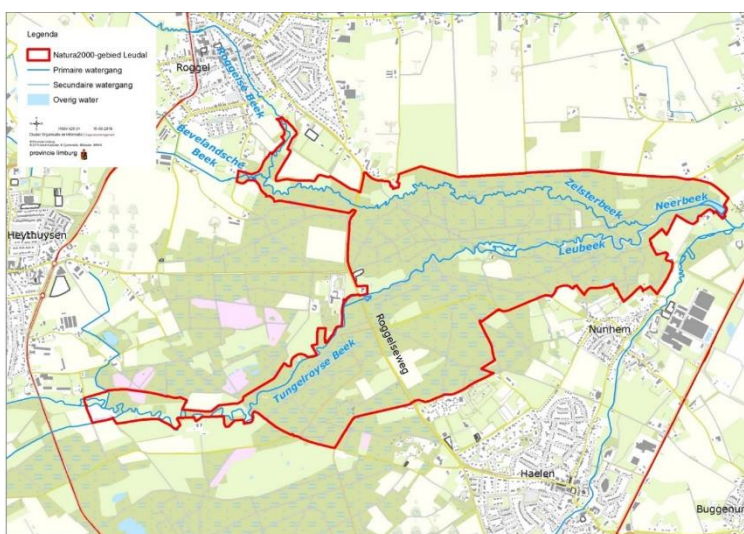 Legenda
Natura2000-gebied Leudal
Primaire watergang
Secundaire watergang
Overig water
provincie limburg
Roggel
Roggelse Beek
Bevelandsche
Beek
Zelsterbeek
Neerbeek
Leubeek
Heythuysen
Roggelseweg
Nunhem
Tungelroyse Beek
Haelen
Buggenum